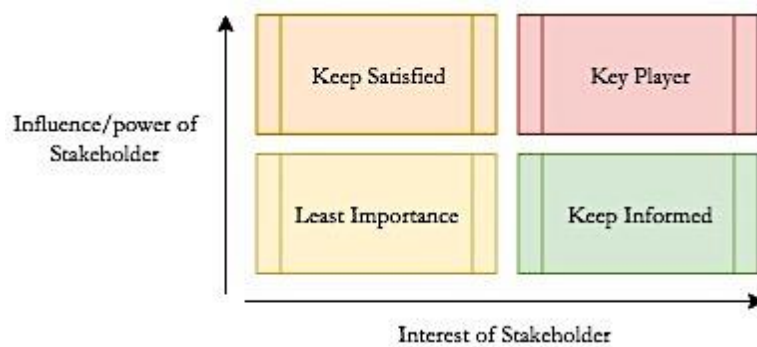 Keep Satisfied
Key Player
Influence/power of
Stakeholder
Least Importance
Keep Informed
Interest of Stakeholder